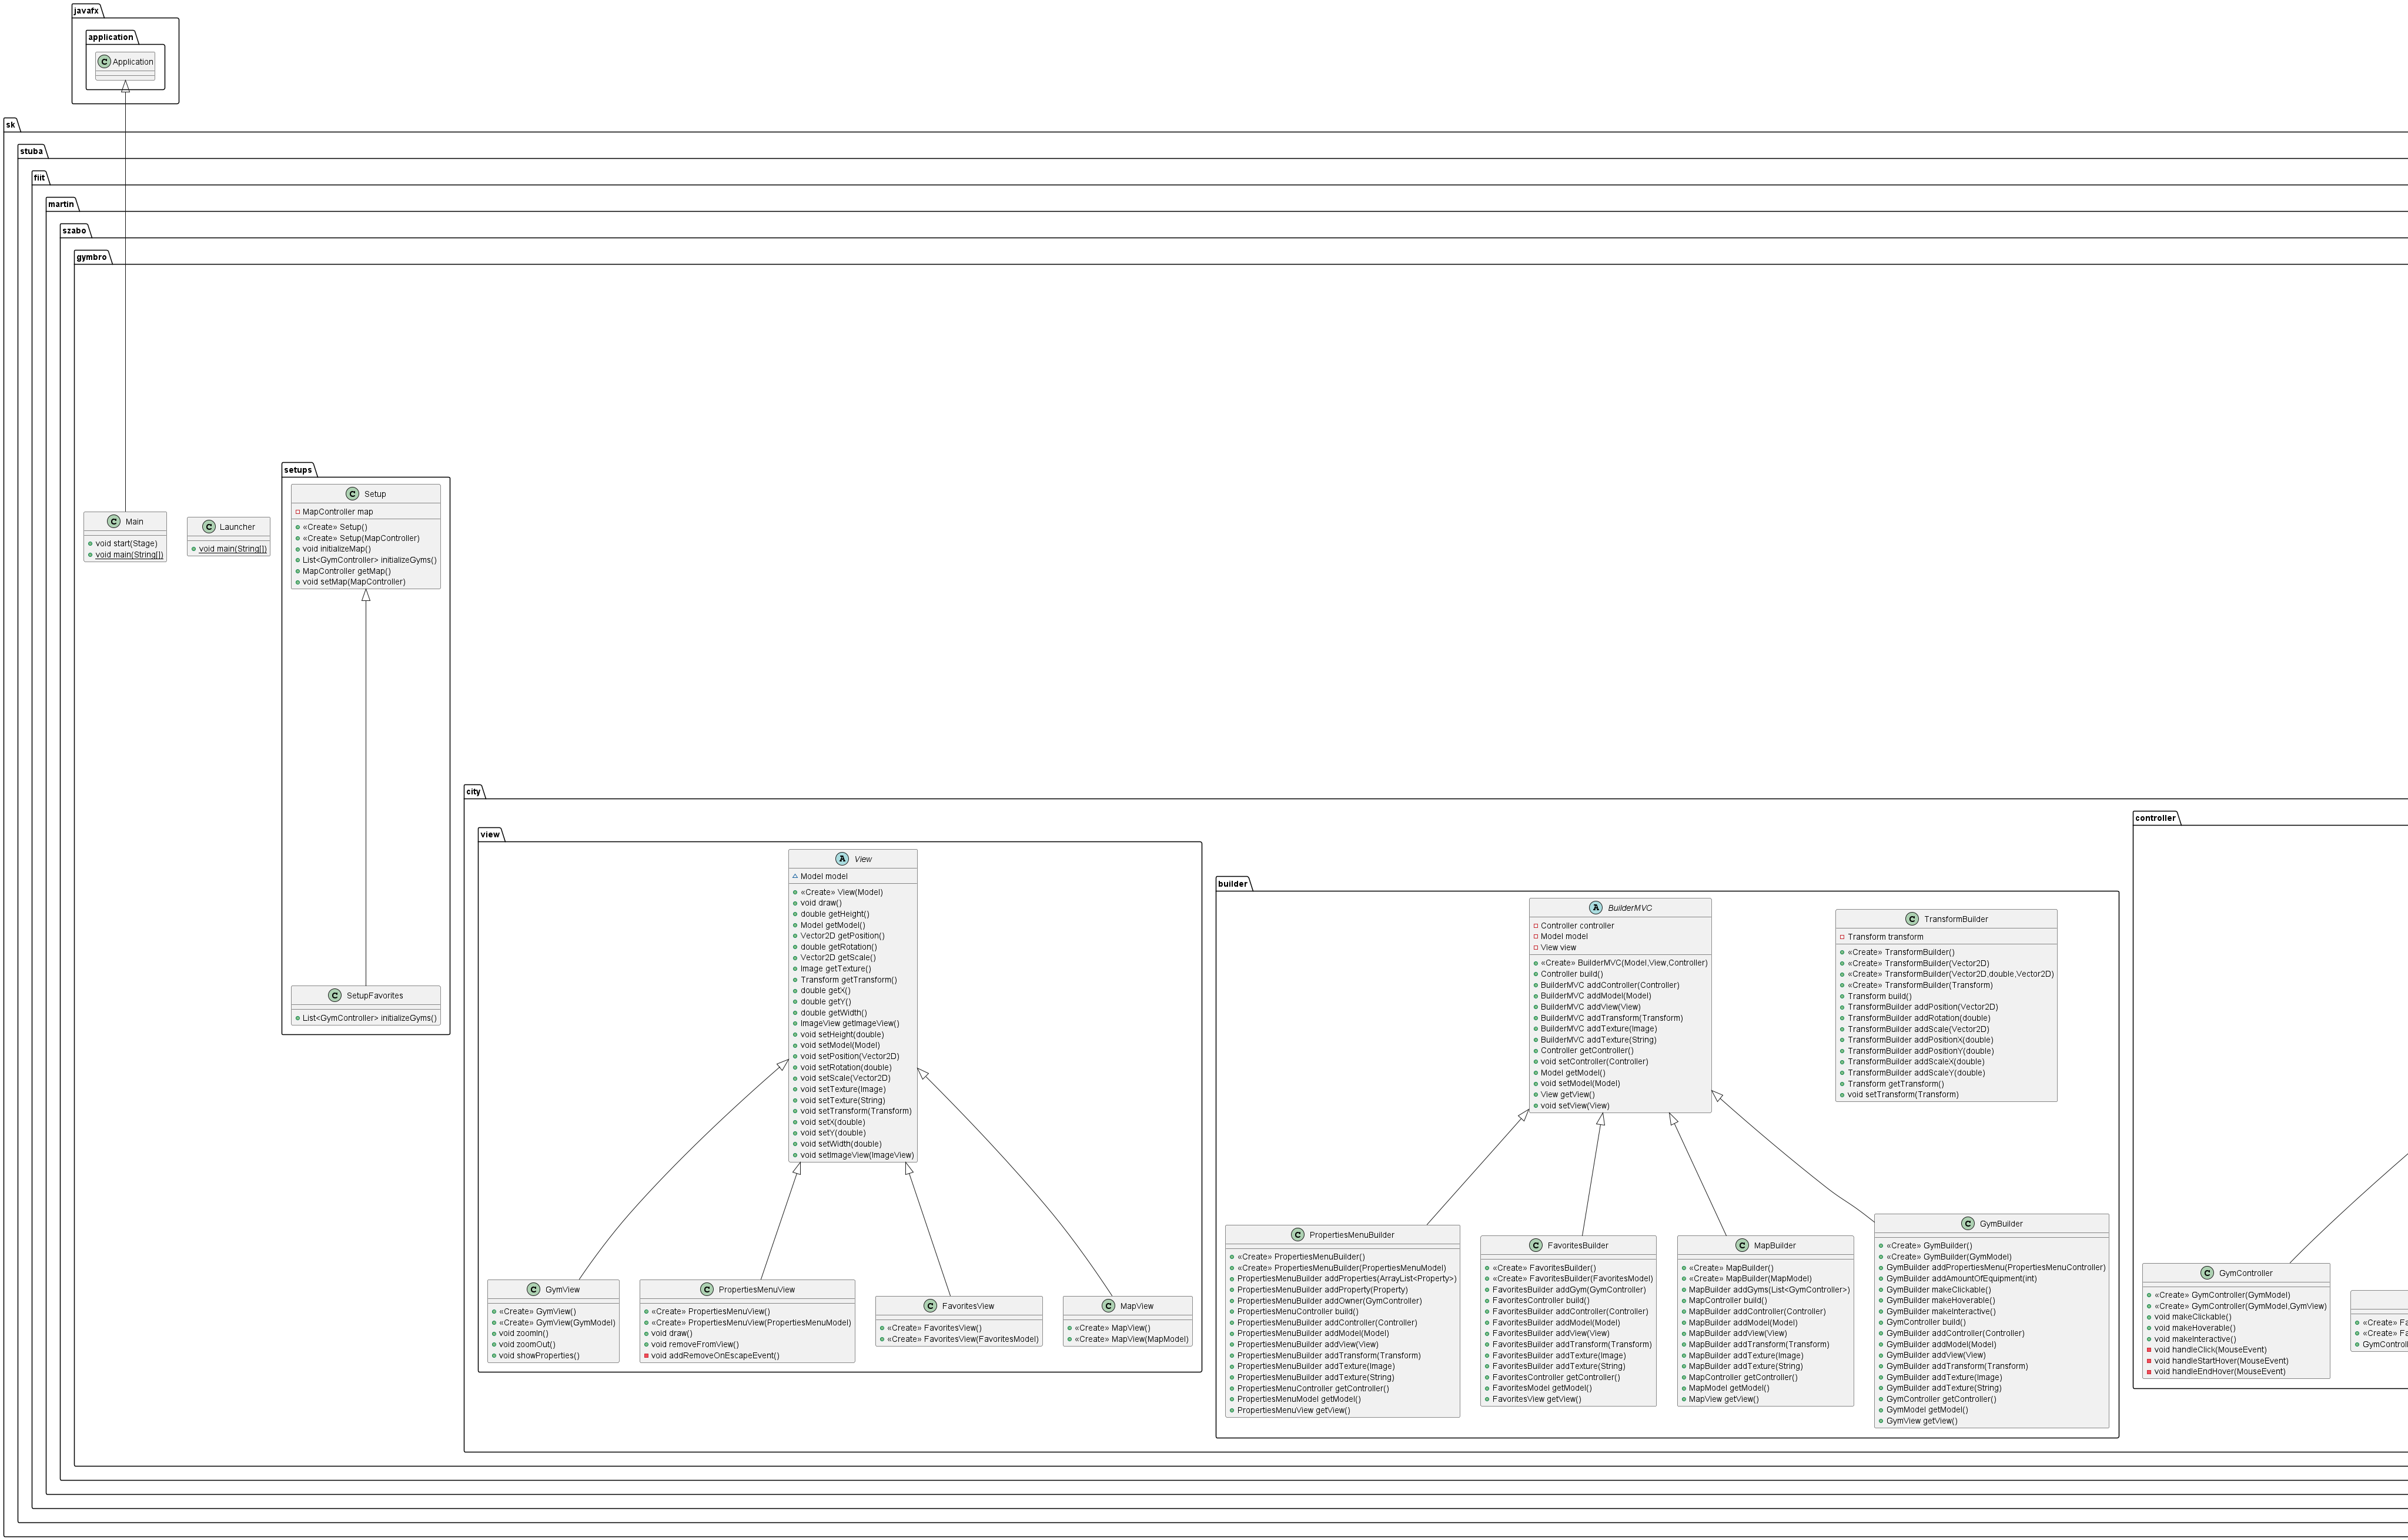 javafx
application
C Application
sk
stuba
fiit
martin
szabo
gymbro
C Main
void start(Stage)
void main(String[])
C Launcher
void main(String[])
setups
C Setup
MapController map
«Create» Setup()
«Create» Setup(MapController)
void initializeMap()
List<GymController> initializeGyms()
MapController getMap()
void setMap(MapController)
C SetupFavorites
List<GymController> initializeGyms()
city
view
A View
~ Model model
«Create» View(Model)
void draw()
double getHeight()
Model getModel()
Vector2D getPosition()
double getRotation()
Vector2D getScale()
Image getTexture()
Transform getTransform()
double getX()
double getY()
double getWidth()
ImageView getImageView()
void setHeight(double)
void setModel(Model)
void setPosition(Vector2D)
void setRotation(double)
void setScale(Vector2D)
void setTexture(Image)
void setTexture(String)
void setTransform(Transform)
void setX(double)
void setY(double)
void setWidth(double)
void setImageView(ImageView)
C GymView
«Create» GymView()
«Create» GymView(GymModel)
void zoomIn()
void zoomOut()
void showProperties()
C PropertiesMenuView
«Create» PropertiesMenuView()
«Create» PropertiesMenuView(PropertiesMenuModel)
void draw()
void removeFromView()
void addRemoveOnEscapeEvent()
C FavoritesView
«Create» FavoritesView()
«Create» FavoritesView(FavoritesModel)
C MapView
«Create» MapView()
«Create» MapView(MapModel)
builder
A BuilderMVC
Controller controller
Model model
View view
«Create» BuilderMVC(Model,View,Controller)
Controller build()
BuilderMVC addController(Controller)
BuilderMVC addModel(Model)
BuilderMVC addView(View)
BuilderMVC addTransform(Transform)
BuilderMVC addTexture(Image)
BuilderMVC addTexture(String)
Controller getController()
void setController(Controller)
Model getModel()
void setModel(Model)
View getView()
void setView(View)
C TransformBuilder
Transform transform
«Create» TransformBuilder()
«Create» TransformBuilder(Vector2D)
«Create» TransformBuilder(Vector2D,double,Vector2D)
«Create» TransformBuilder(Transform)
Transform build()
TransformBuilder addPosition(Vector2D)
TransformBuilder addRotation(double)
TransformBuilder addScale(Vector2D)
TransformBuilder addPositionX(double)
TransformBuilder addPositionY(double)
TransformBuilder addScaleX(double)
TransformBuilder addScaleY(double)
Transform getTransform()
void setTransform(Transform)
C PropertiesMenuBuilder
«Create» PropertiesMenuBuilder()
«Create» PropertiesMenuBuilder(PropertiesMenuModel)
PropertiesMenuBuilder addProperties(ArrayList<Property>)
PropertiesMenuBuilder addProperty(Property)
PropertiesMenuBuilder addOwner(GymController)
PropertiesMenuController build()
PropertiesMenuBuilder addController(Controller)
PropertiesMenuBuilder addModel(Model)
PropertiesMenuBuilder addView(View)
PropertiesMenuBuilder addTransform(Transform)
PropertiesMenuBuilder addTexture(Image)
PropertiesMenuBuilder addTexture(String)
PropertiesMenuController getController()
PropertiesMenuModel getModel()
PropertiesMenuView getView()
C FavoritesBuilder
«Create» FavoritesBuilder()
«Create» FavoritesBuilder(FavoritesModel)
FavoritesBuilder addGym(GymController)
FavoritesController build()
FavoritesBuilder addController(Controller)
FavoritesBuilder addModel(Model)
FavoritesBuilder addView(View)
FavoritesBuilder addTransform(Transform)
FavoritesBuilder addTexture(Image)
FavoritesBuilder addTexture(String)
FavoritesController getController()
FavoritesModel getModel()
FavoritesView getView()
C MapBuilder
«Create» MapBuilder()
«Create» MapBuilder(MapModel)
MapBuilder addGyms(List<GymController>)
MapController build()
MapBuilder addController(Controller)
MapBuilder addModel(Model)
MapBuilder addView(View)
MapBuilder addTransform(Transform)
MapBuilder addTexture(Image)
MapBuilder addTexture(String)
MapController getController()
MapModel getModel()
MapView getView()
C GymBuilder
«Create» GymBuilder()
«Create» GymBuilder(GymModel)
GymBuilder addPropertiesMenu(PropertiesMenuController)
GymBuilder addAmountOfEquipment(int)
GymBuilder makeClickable()
GymBuilder makeHoverable()
GymBuilder makeInteractive()
GymController build()
GymBuilder addController(Controller)
GymBuilder addModel(Model)
GymBuilder addView(View)
GymBuilder addTransform(Transform)
GymBuilder addTexture(Image)
GymBuilder addTexture(String)
GymController getController()
GymModel getModel()
GymView getView()
controller
C GymController
«Create» GymController(GymModel)
«Create» GymController(GymModel,GymView)
void makeClickable()
void makeHoverable()
void makeInteractive()
void handleClick(MouseEvent)
void handleStartHover(MouseEvent)
void handleEndHover(MouseEvent)
«Create» Fa
«Create» Fa
GymControll